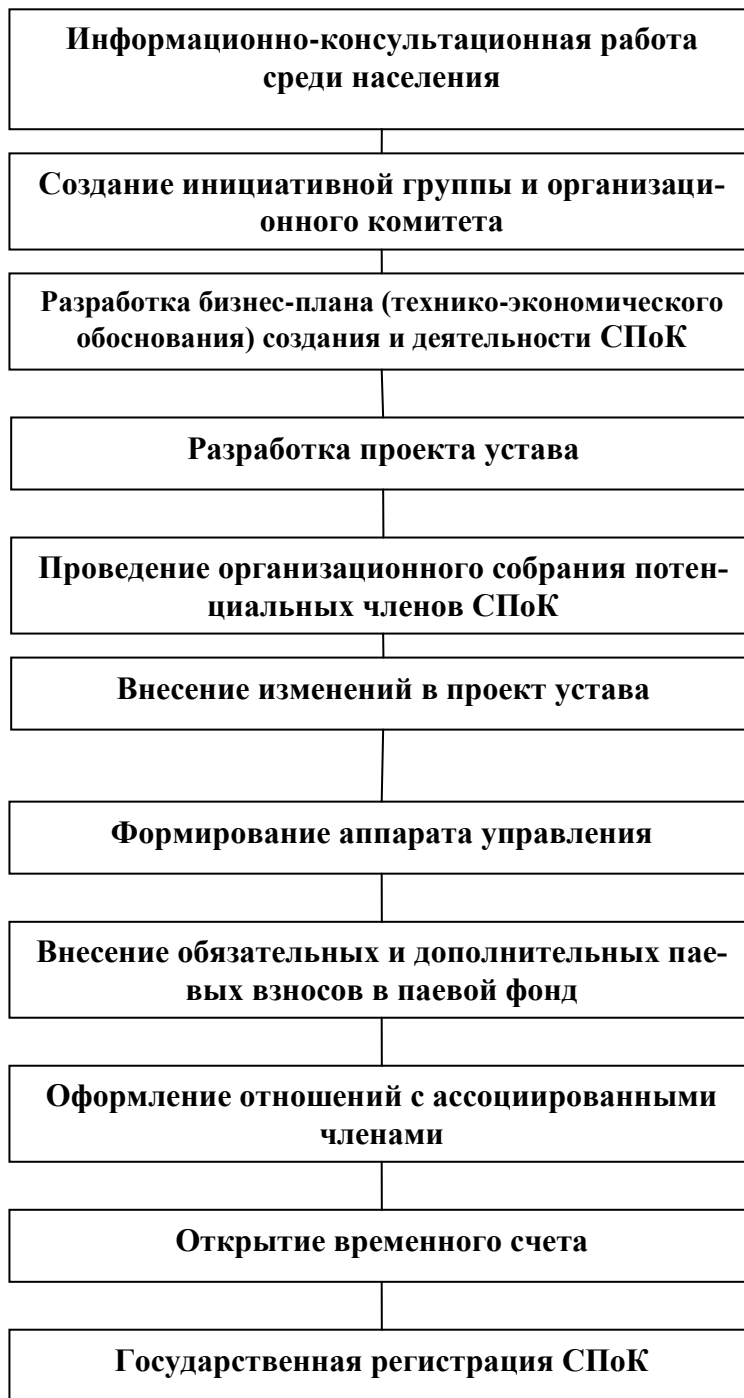 Информационно-консультационная работа
среди населения
Создание инициативной группы и организаци-
онного комитета
Разработка бизнес-плана (технико-экономического
обоснования) создания и деятельности СПоК
Разработка проекта устава
Проведение организационного собрания потен-
циальных членов СПоК
Внесение изменений в проект устава
Формирование аппарата управления
Внесение обязательных и дополнительных пае-
вых взносов в паевой фонд
Оформление отношений с ассоциированными
членами
Открытие временного счета
Государственная регистрация СПоК